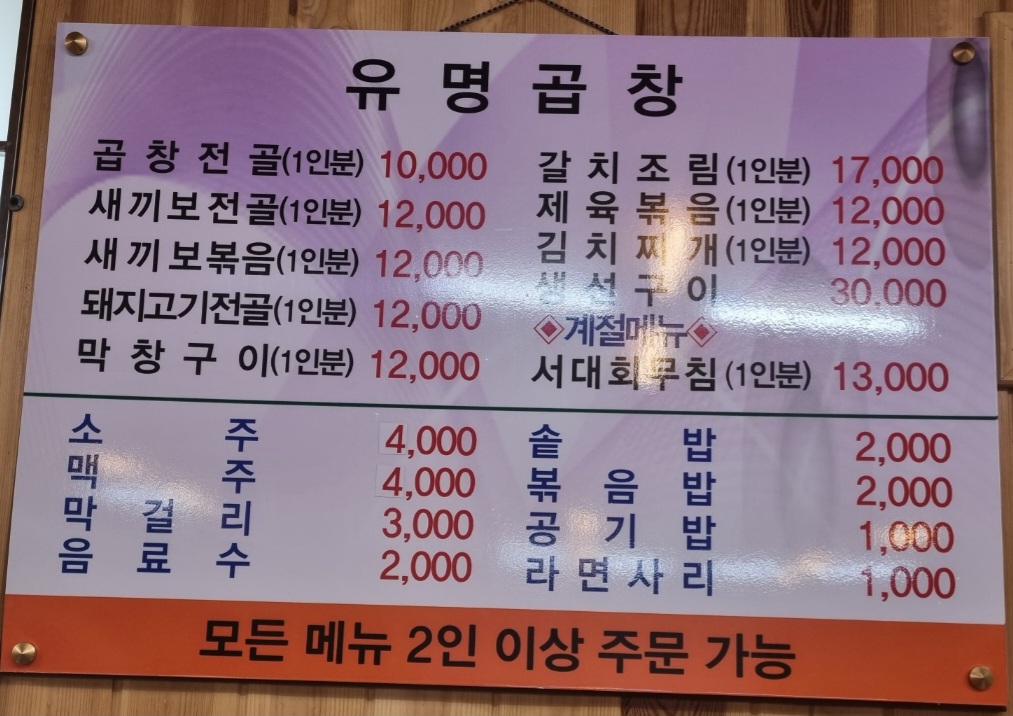 유명곱창
곱창전골(1인분) 10,000
새끼보전골(1인분) 12,000
새끼보볶음(1인분) 12,000
돼지고기전골(1인분) 12,000
막창구이(1인분) 12,000
갈치조림(1인분) 17,000
제육볶음(1인분) 12,000
김치찌개(1인분) 12,000
생선구이 30,000
◈계절메뉴◈
서대회무침(1인분) 13,000
소주 4,000
맥주 4,000
막걸리 3,000
음료수 2,000
솥밥 2,000
볶음밥 2,000
공기밥 1,000
라면사리 1,000
모든 메뉴 2인 이상 주문 가능